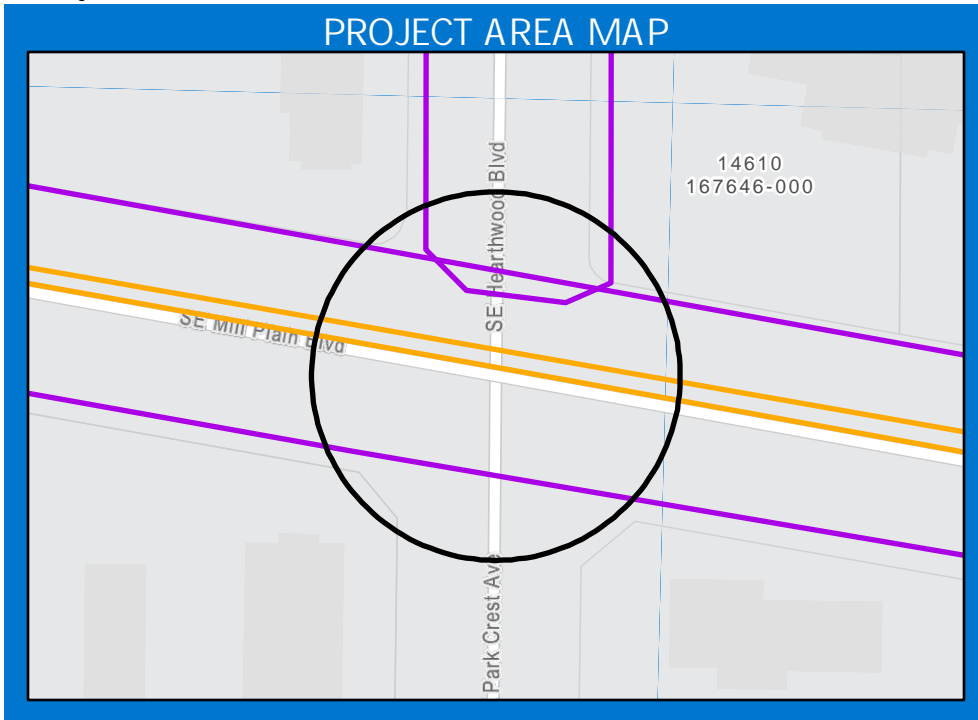 PROJECT AREA MAP
14610
167646-000
SE Hearthwood Blvd
SE Mill Plain Blvd
Park Crest Ave